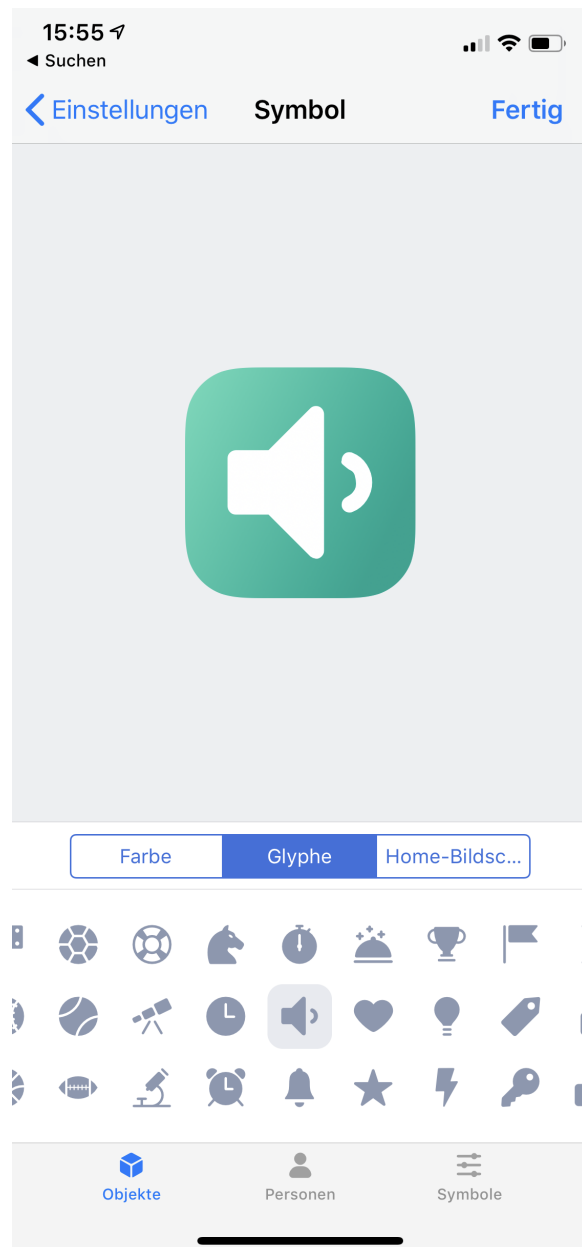 15:55
◀ Suchen
Einstellungen Symbol Fertig
Farbe Glyphe Home-Bildsc...
Objekte Personen Symbole